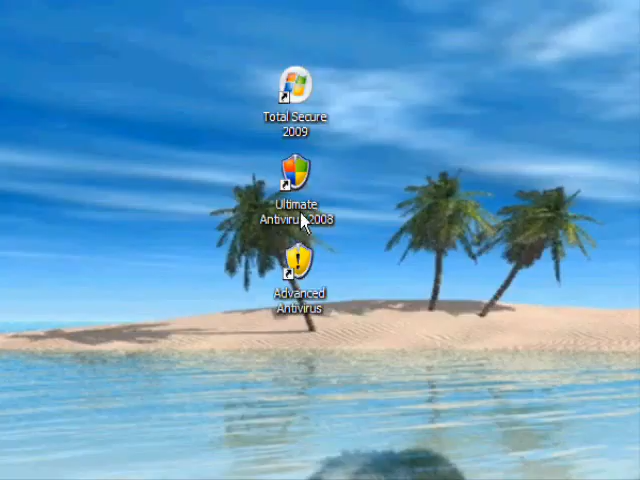 Total Secure
2009
Ultimate
Antivirus 2008
Advanced
Antivirus